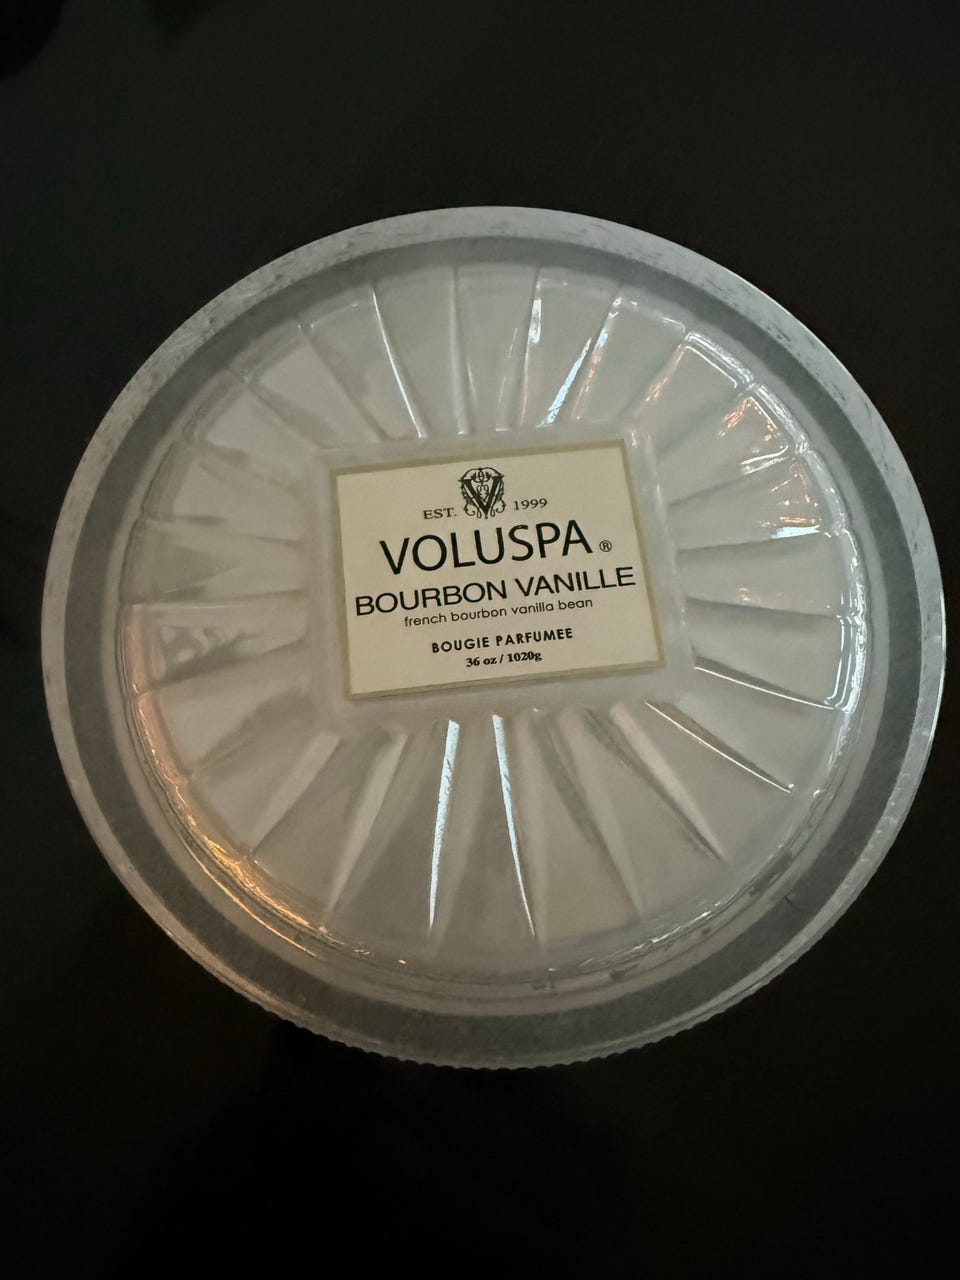 EST. V 1999
VOLUSPA®
BOURBON VANILLE
french bourbon vanilla bean
BOUGIE PARFUMEE
36 oz / 1020g